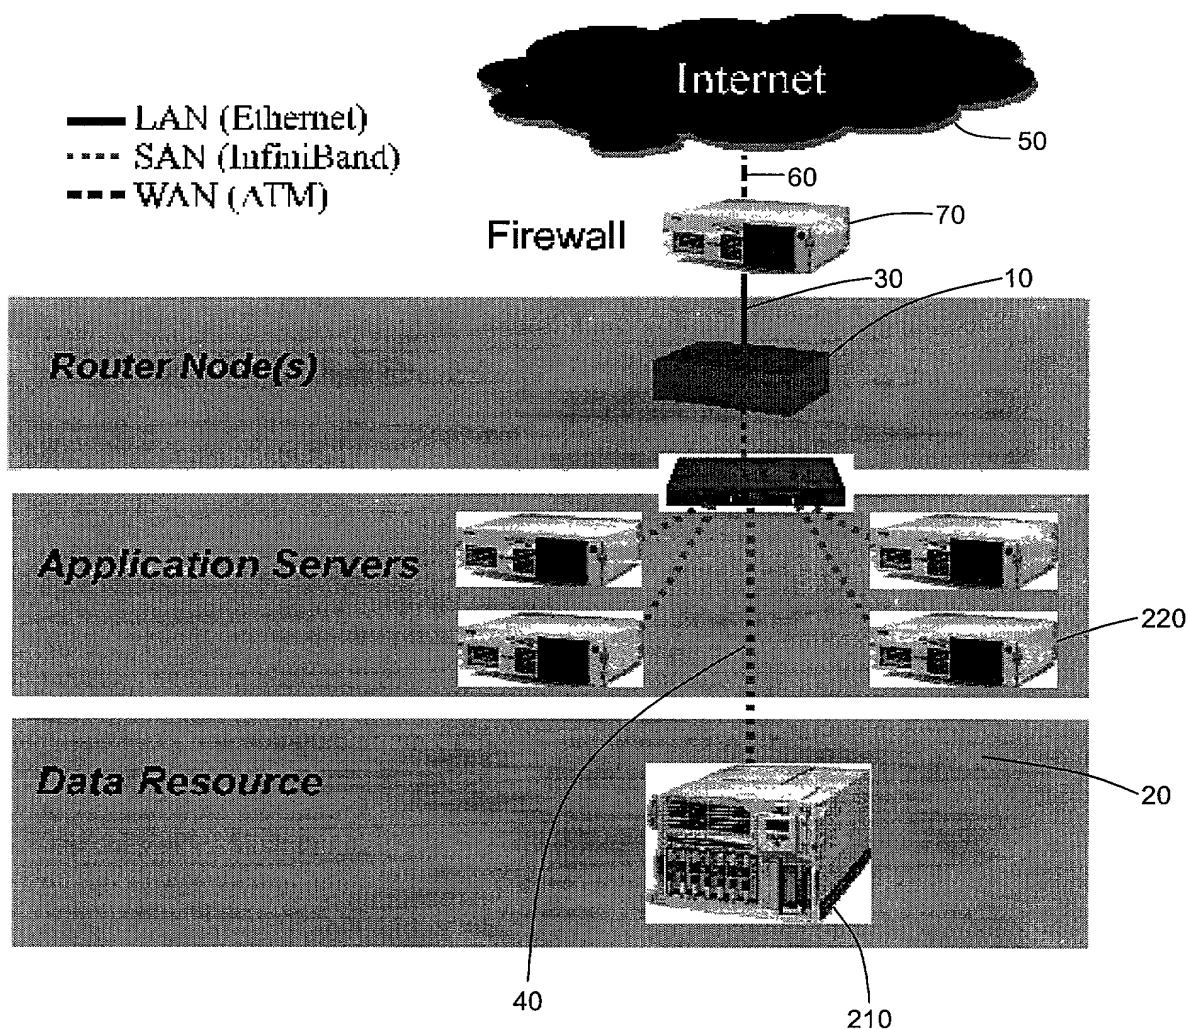 Internet
50
LAN (Ethernet)
SAN (InfiniBand)
WAN (ATM)
60
Firewall
70
30
10
Router Node(s)
Application Servers
220
Data Resource
20
40
210